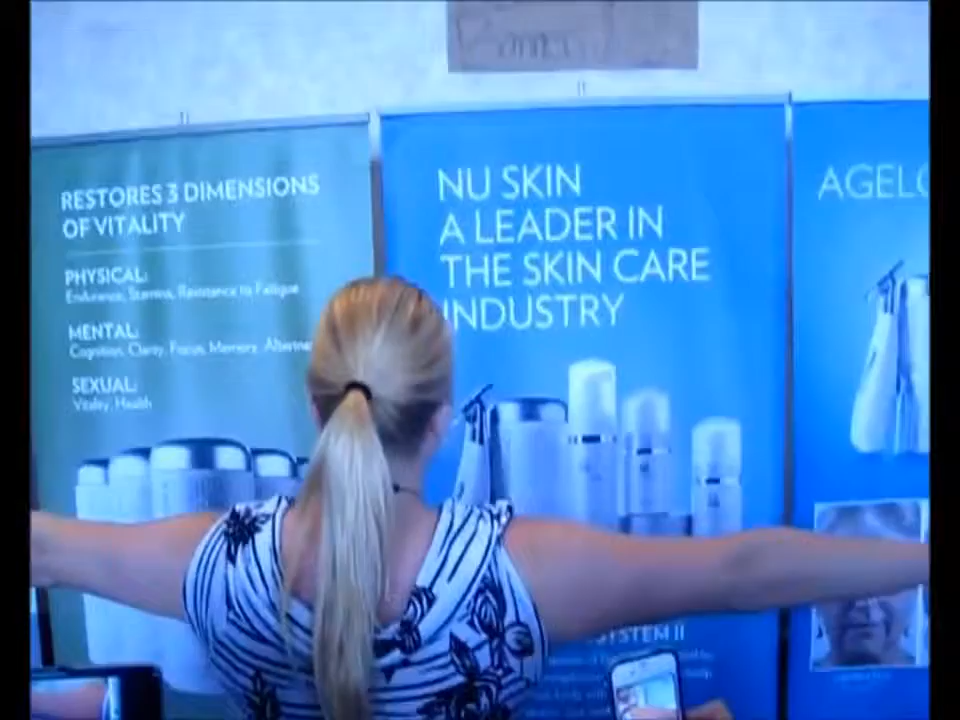 RESTORES 3 DIMENSIONS
OF VITALITY
PHYSICAL:
Endurance, Stamina, Resistance to Fatigue
MENTAL:
Cognition, Clarity, Focus, Memory,
SEXUAL:
Vitality, Health
NU SKIN
A LEADER IN
THE SKIN CARE
INDUSTRY
SYSTEM II
AGELO